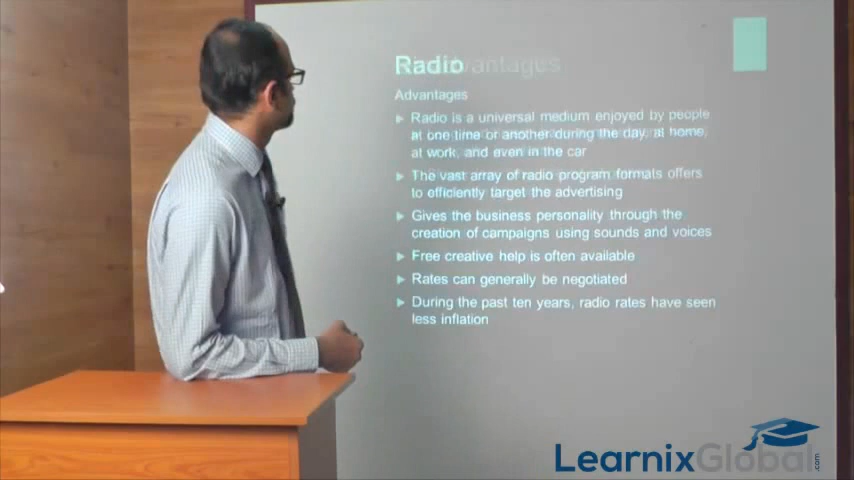 Radio
Advantages
Radio is a universal medium enjoyed by people
at one time or another during the day, at home,
at work, and even in the car
The vast array of radio program formats offers
to efficiently target the advertising
Gives the business personality through the
creation of campaigns using sounds and voices
Free creative help is often available
Rates can generally be negotiated
During the past ten years, radio rates have seen
less inflation
LearnixGlobal.com